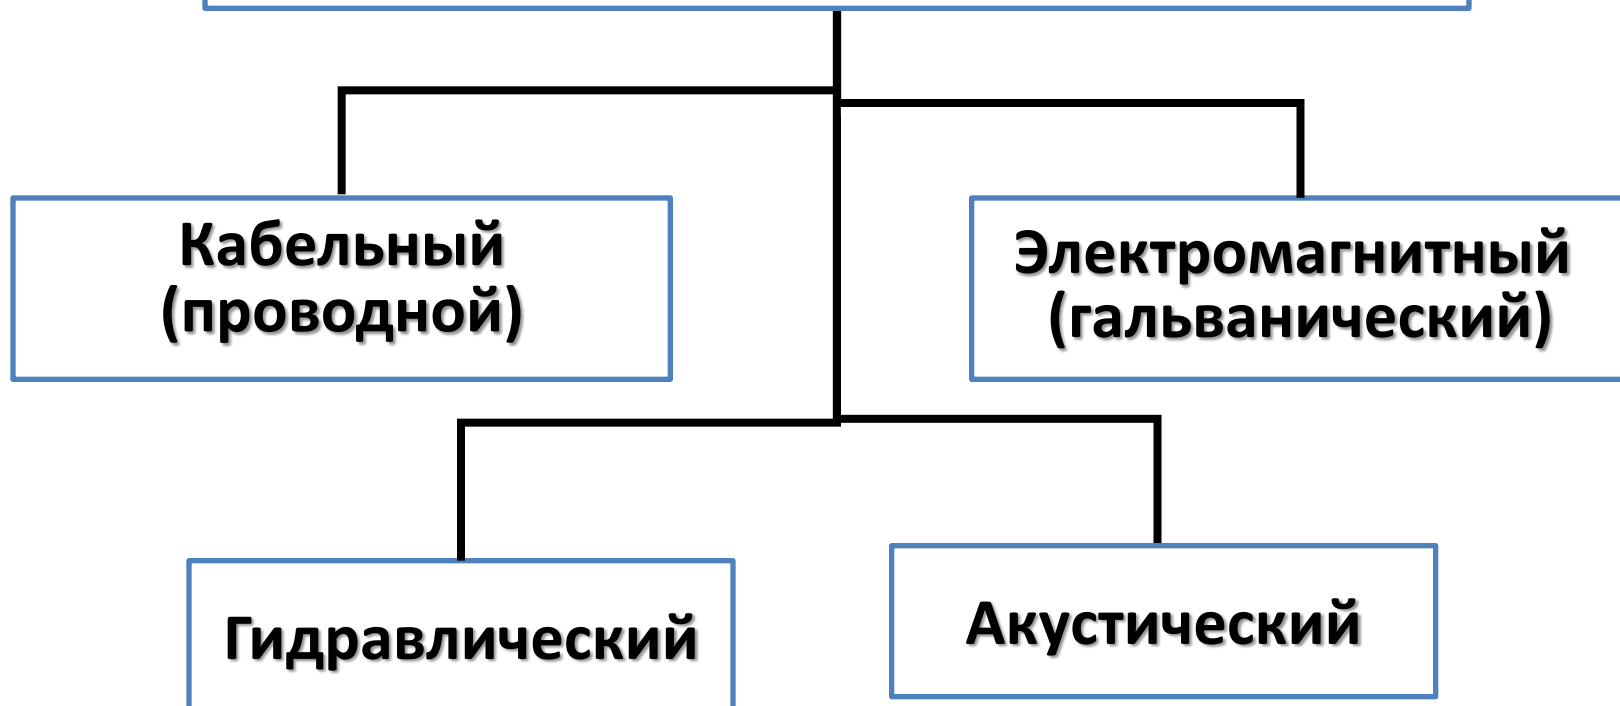 Кабельный
(проводной)
Электромагнитный
(гальванический)
Гидравлический
Акустический